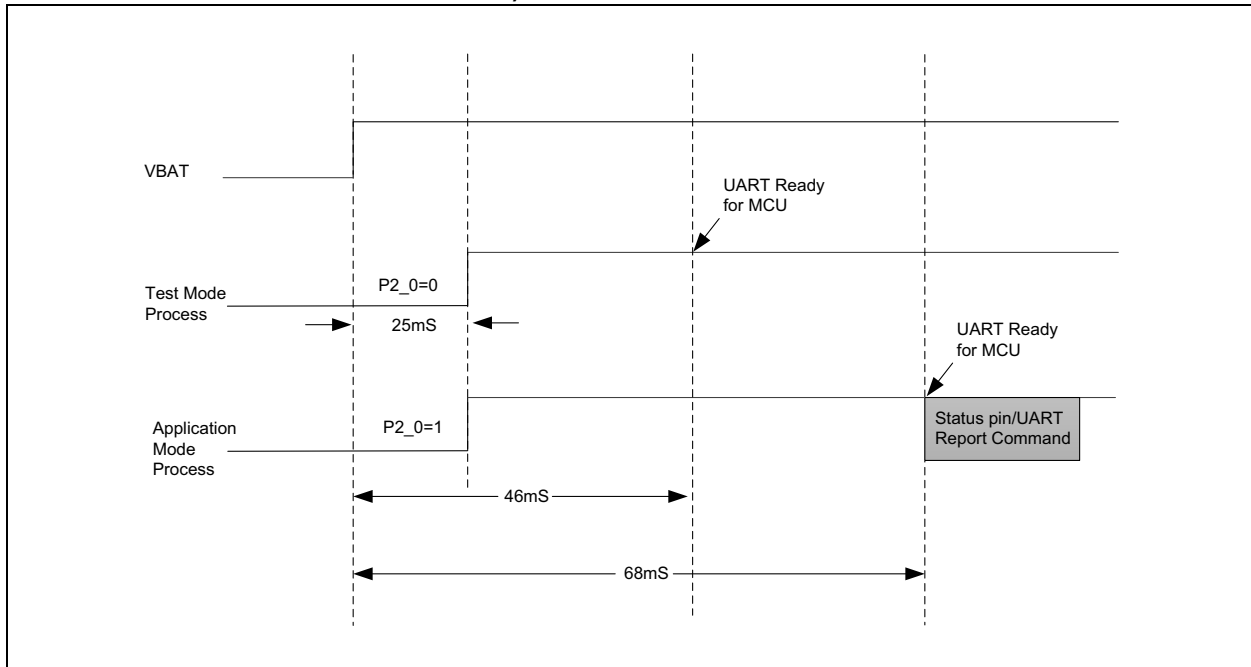 VBAT
UART Ready
for MCU
P2_0=0
Test Mode
Process
25mS
UART Ready
for MCU
P2_0=1
Application
Mode
Process
Status pin/UART
Report Command
46mS
68mS